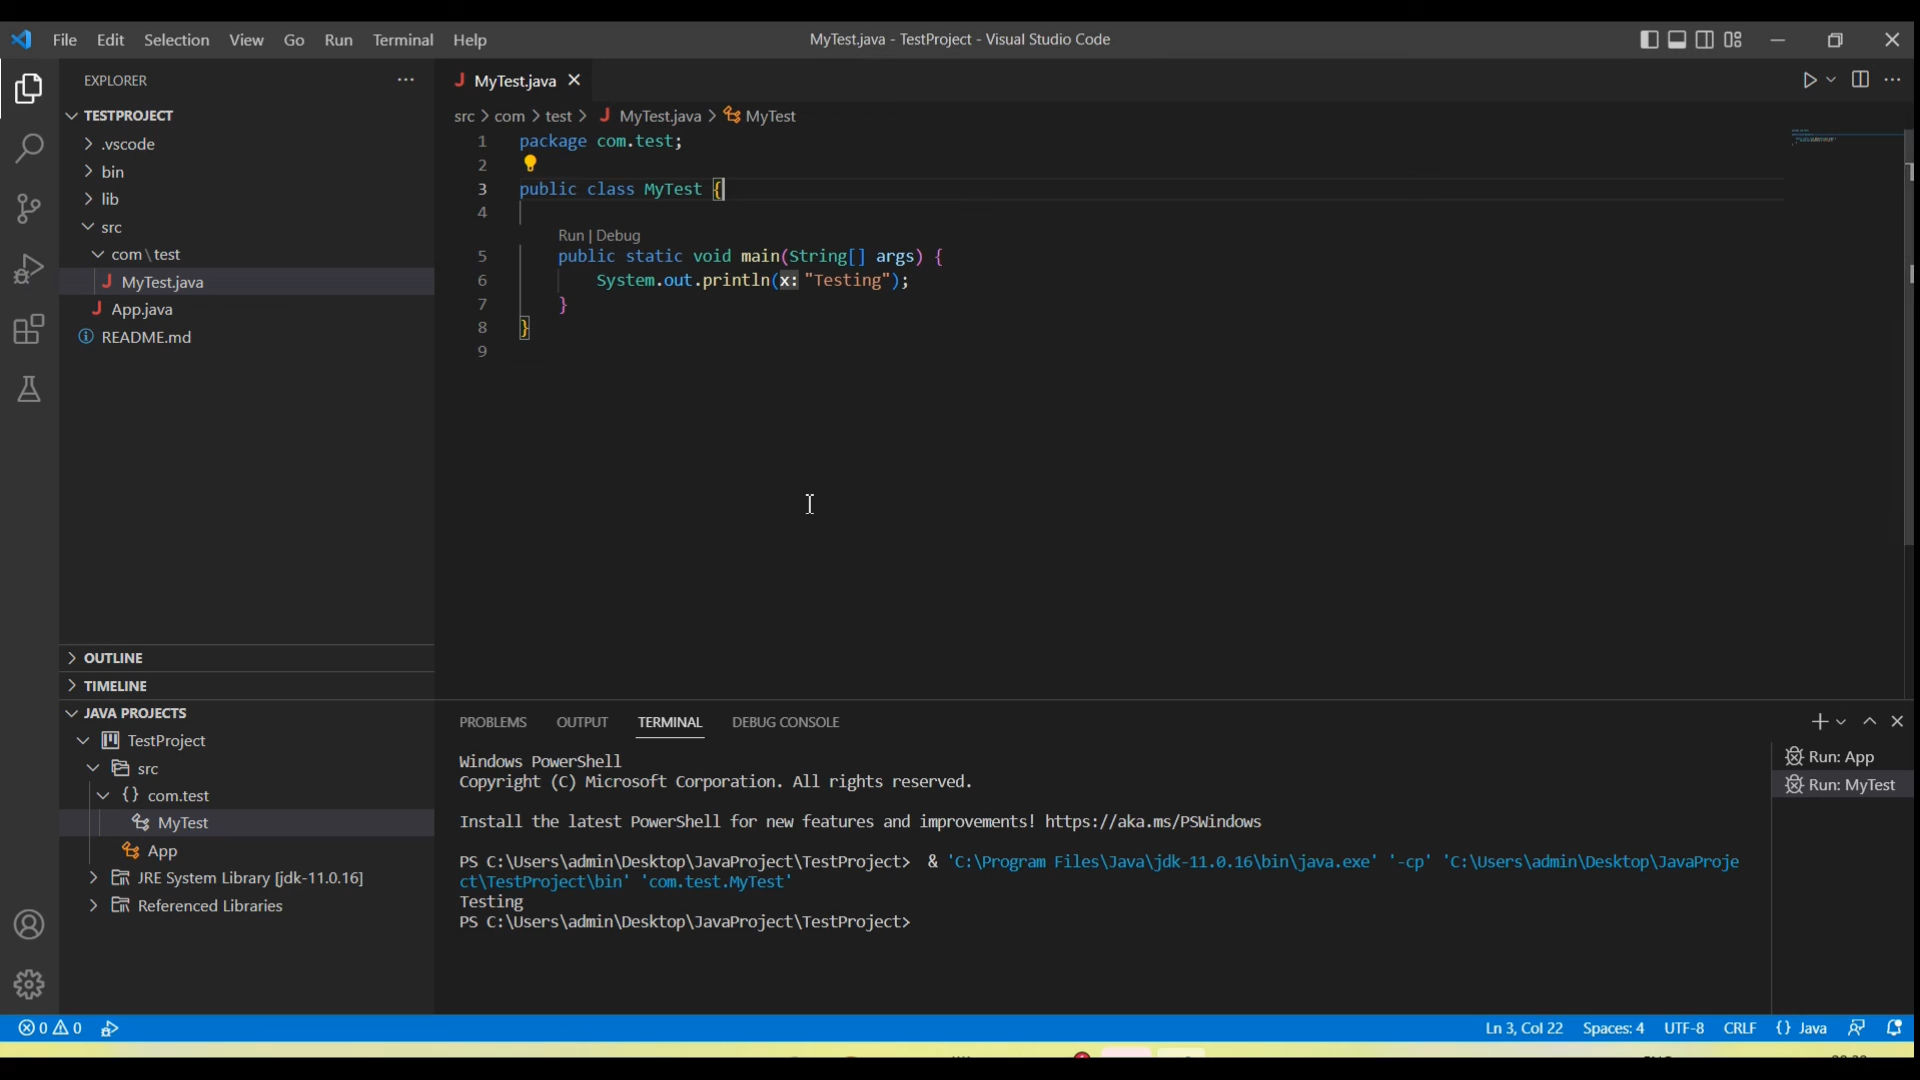 File Edit Selection View Go Run Terminal Help
MyTest.java - TestProject - Visual Studio Code
EXPLORER
TESTPROJECT
.vscode
bin
lib
src
com\test
MyTest.java
App.java
README.md
OUTLINE
TIMELINE
JAVA PROJECTS
TestProject
src
{} com.test
MyTest
App
JRE System Library [jdk-11.0.16]
Referenced Libraries
J MyTest.java
src > com > test > J MyTest.java > MyTest
1 package com.test;
2
3 public class MyTest {
4
Run | Debug
5 public static void main(String[] args) {
6 System.out.println(x: "Testing");
7 }
8 }
9
PROBLEMS OUTPUT TERMINAL DEBUG CONSOLE
Windows PowerShell
Copyright (C) Microsoft Corporation. All rights reserved.
Install the latest PowerShell for new features and improvements! https://aka.ms/PSWindows
PS C:\Users\admin\Desktop\JavaProject\TestProject> & 'C:\Program Files\Java\jdk-11.0.16\bin\java.exe' '-cp' 'C:\Users\admin\Desktop\JavaProje
ct\TestProject\bin' 'com.test.MyTest'
Testing
PS C:\Users\admin\Desktop\JavaProject\TestProject>
Run: App
Run: MyTest
0 0
Ln 3, Col 22 Spaces: 4 UTF-8 CRLF {} Java